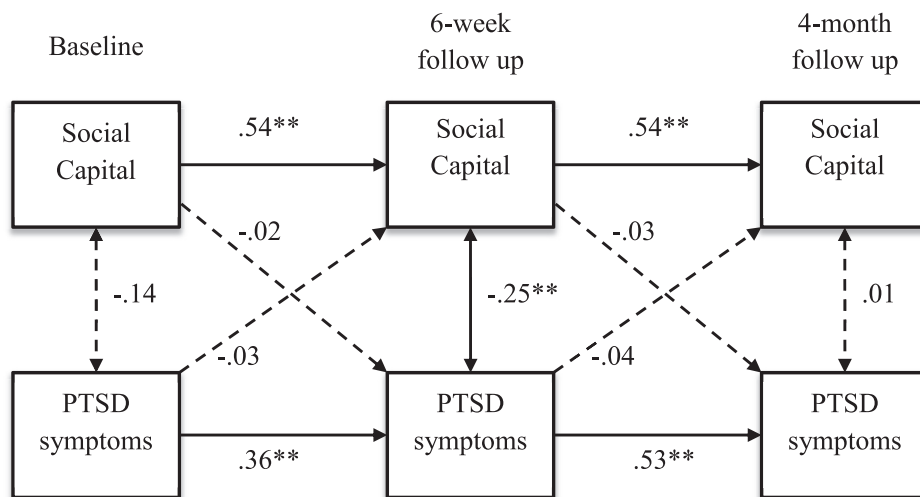 Baseline
6-week
follow up
4-month
follow up
Social
Capital
.54**
Social
Capital
.54**
Social
Capital
-.02
-.03
-.14
-.25**
.01
-.03
-.04
PTSD
symptoms
.36**
PTSD
symptoms
.53**
PTSD
symptoms